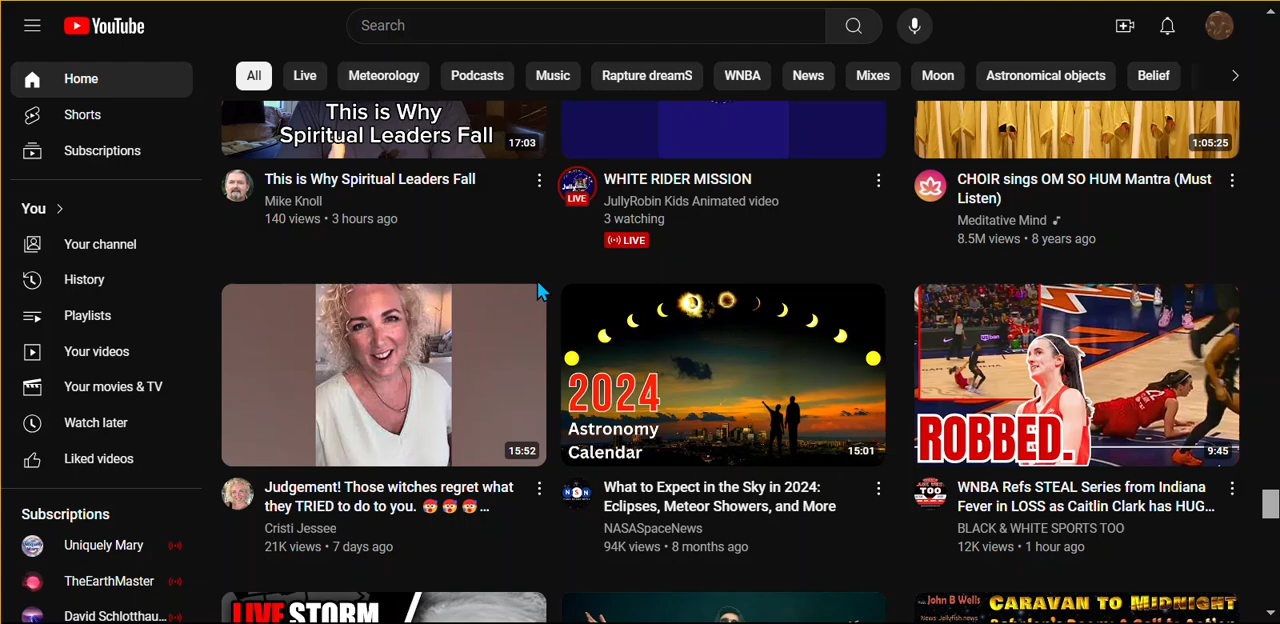 YouTube
Search
Home
Shorts
Subscriptions
You
Your channel
History
Playlists
Your videos
Your movies & TV
Watch later
Liked videos
Subscriptions
Uniquely Mary
TheEarthMaster
David Schlotthau...
All Live Meteorology Podcasts Music Rapture dreamS WNBA News Mixes Moon Astronomical objects Belief
This is Why
Spiritual Leaders Fall
17:03
This is Why Spiritual Leaders Fall
Mike Knoll
140 views • 3 hours ago
LIVE
WHITE RIDER MISSION
JullyRobin Kids Animated video
3 watching
LIVE
1:05:25
CHOIR sings OM SO HUM Mantra (Must
Listen)
Meditative Mind
8.5M views • 8 years ago
15:52
Judgement! Those witches regret what
they TRIED to do to you. 🤯 🤯 🤯 ...
Cristi Jessee
21K views • 7 days ago
2024
Astronomy
Calendar
15:01
NSN
What to Expect in the Sky in 2024:
Eclipses, Meteor Showers, and More
NASASpaceNews
94K views • 8 months ago
ROBBED.
9:45
TOO
WNBA Refs STEAL Series from Indiana
Fever in LOSS as Caitlin Clark has HUG...
BLACK & WHITE SPORTS TOO
12K views • 1 hour ago
LIVE STORM
John B Wells
CARAVAN TO MIDNIGHT
News Jellyfish.news